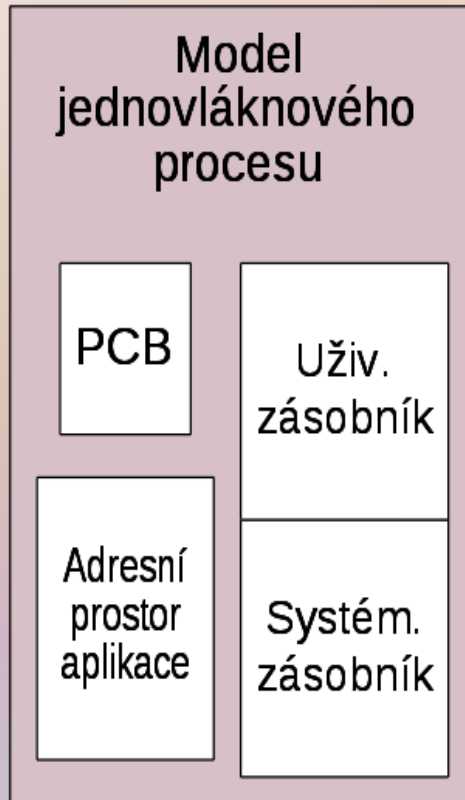 Model
jednovláknového
procesu
PCB
Uživ.
zásobník
Adresní
prostor
aplikace
Systém.
zásobník